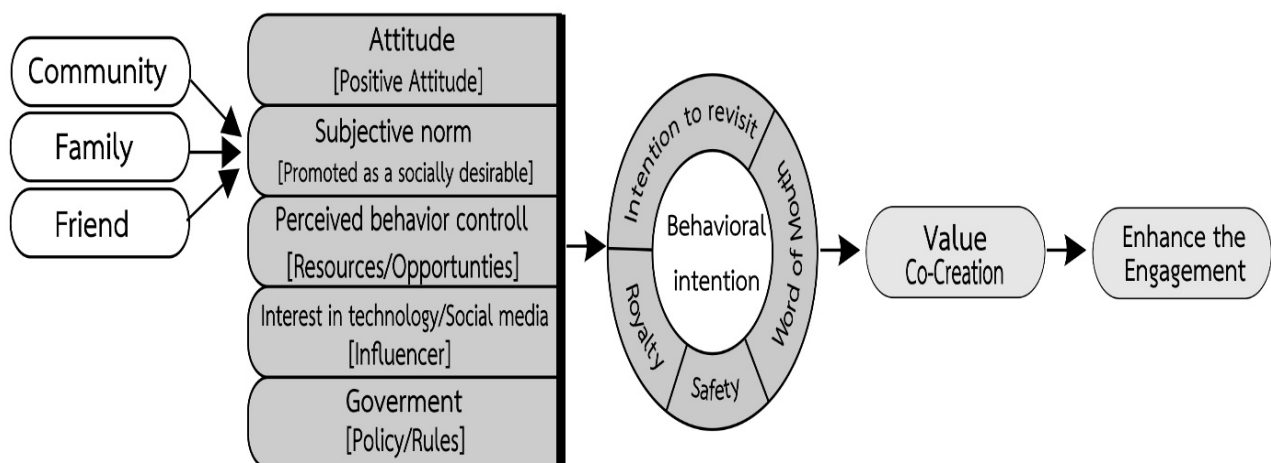 Community
Family
Friend
Attitude
[Positive Attitude]
Subjective norm
[Promoted as a socially desirable]
Perceived behavior controll
[Resources/Opportunties]
Interest in technology/Social media
[Influencer]
Goverment
[Policy/Rules]
Intention to revisit
Word of Mouth
Safety
Royalty
Behavioral
intention
Value
Co-Creation
Enhance the
Engagement